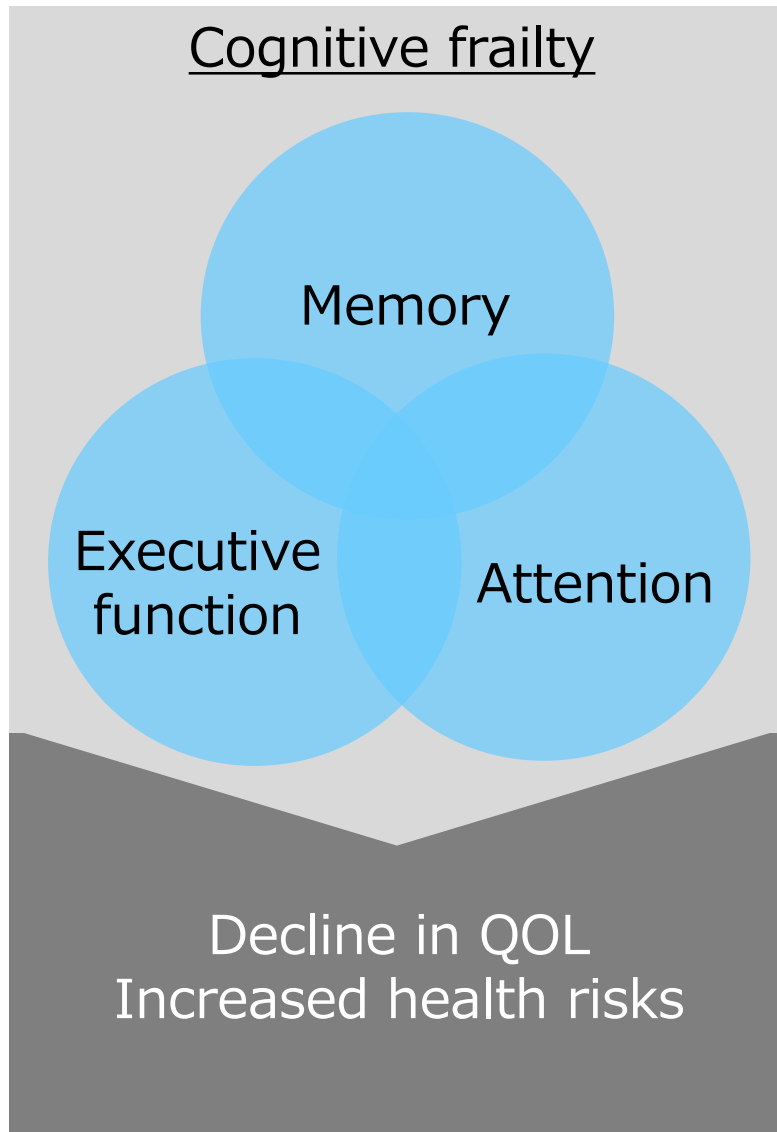 Cognitive frailty
Memory
Executive
function
Attention
Decline in QOL
Increased health risks